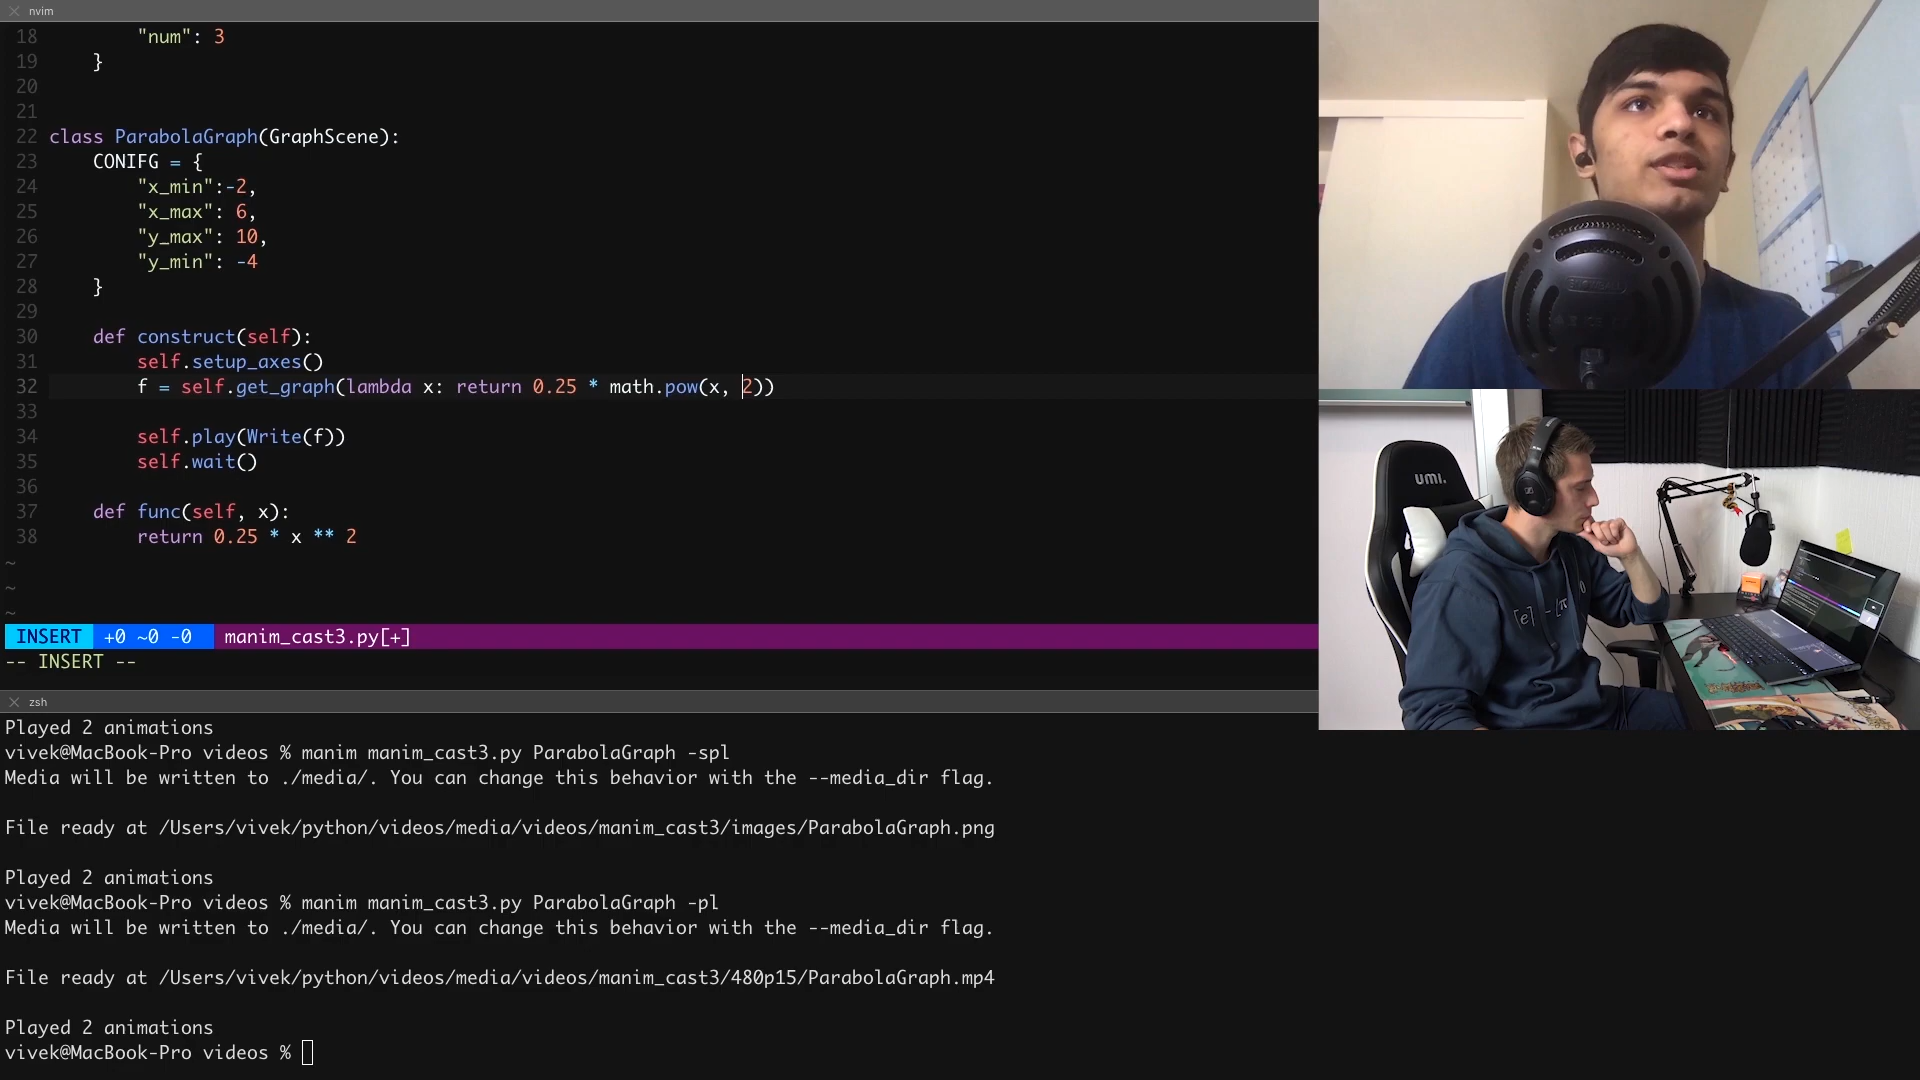 nvim
18 "num": 3
19 }
20
21
22 class ParabolaGraph(GraphScene):
23 CONIFG = {
24 "x_min":-2,
25 "x_max": 6,
26 "y_max": 10,
27 "y_min": -4
28 }
29
30 def construct(self):
31 self.setup_axes()
32 f = self.get_graph(lambda x: return 0.25 * math.pow(x, 2))
33
34 self.play(Write(f))
35 self.wait()
36
37 def func(self, x):
38 return 0.25 * x ** 2
~
~
~
INSERT +0 ~0 -0 manim_cast3.py[+]
-- INSERT --
zsh
Played 2 animations
vivek@MacBook-Pro videos % manim manim_cast3.py ParabolaGraph -spl
Media will be written to ./media/. You can change this behavior with the --media_dir flag.
File ready at /Users/vivek/python/videos/media/videos/manim_cast3/images/ParabolaGraph.png
Played 2 animations
vivek@MacBook-Pro videos % manim manim_cast3.py ParabolaGraph -pl
Media will be written to ./media/. You can change this behavior with the --media_dir flag.
File ready at /Users/vivek/python/videos/media/videos/manim_cast3/480p15/ParabolaGraph.mp4
Played 2 animations
vivek@MacBook-Pro videos %
umi.